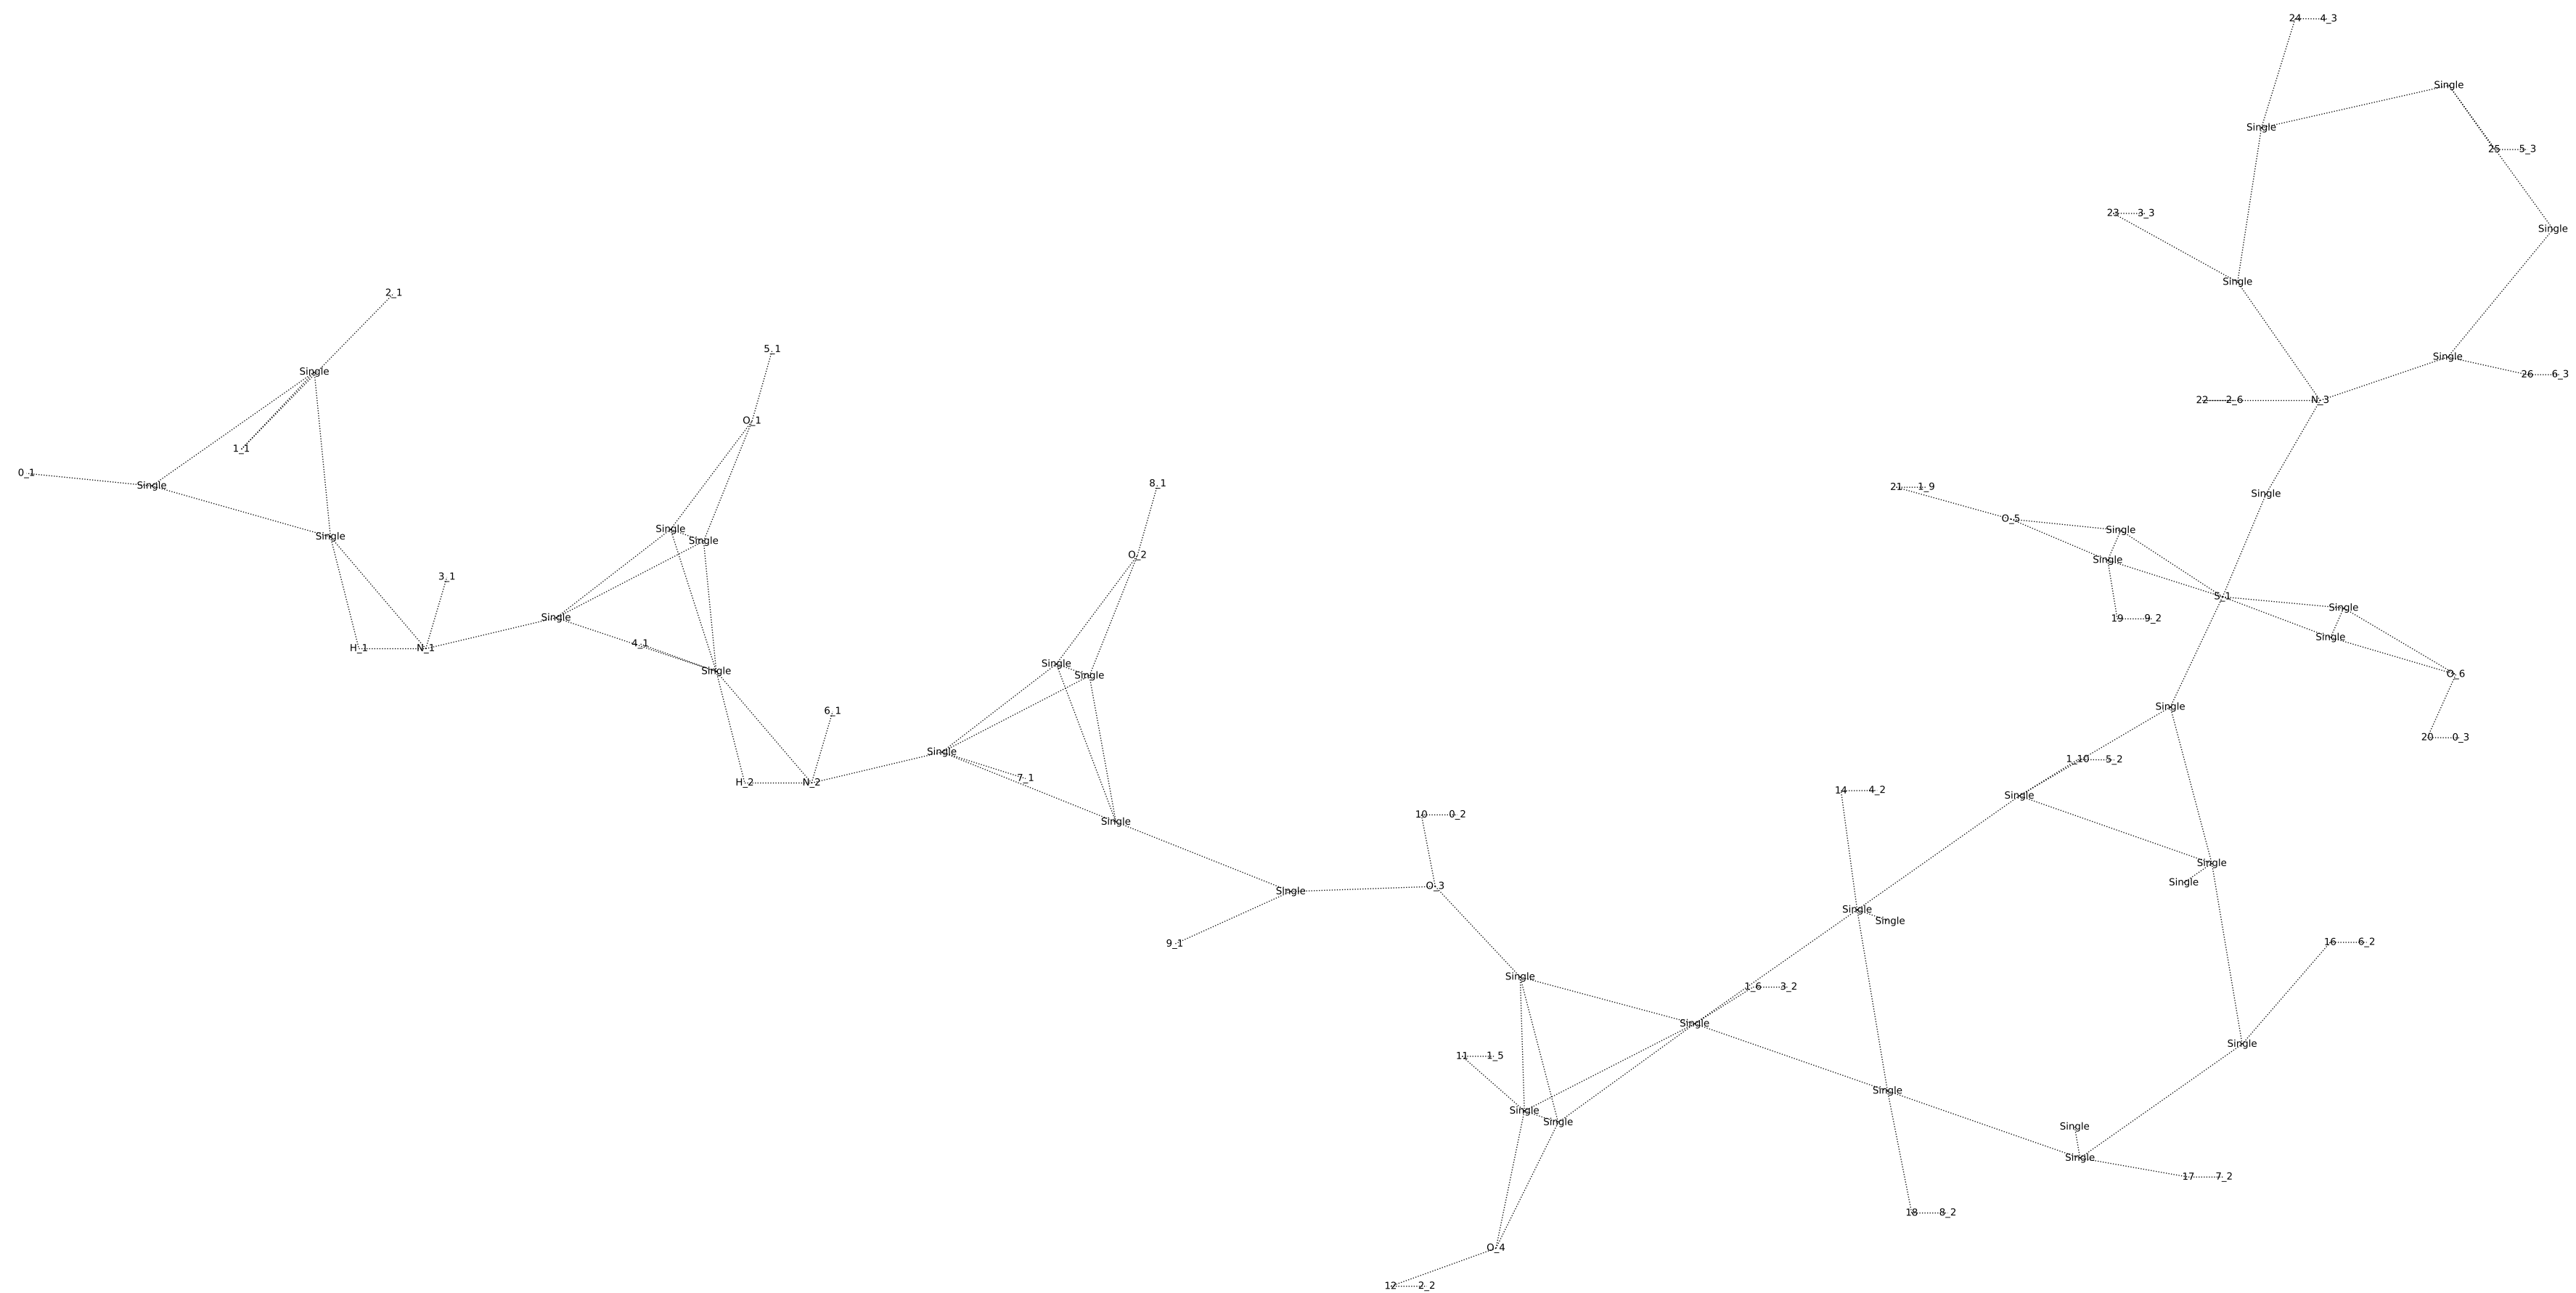 24 4_3
Single
Single
25 5_3
23 3_3
Single
Single
2_1
5_1
Single
Single
26 6_3
22 2_6 N_3
O_1
1_1
0_1
Single
8_1
21 1_9
Single
O_5
Single
Single
Single
Single
O_2
Single
3_1
S_1
Single
Single
19 9_2
Single
4_1
H_1 N_1
Single
Single
Single
O_6
Single
6_1
20 0_3
Single
1_10 5_2
7_1
H_2 N_2
14 4_2
Single
10 0_2
Single
Single
Single
O_3
Single
Single
Single
9_1
16 6_2
Single
1_6 3_2
Single
Single
11 1_5
Single
Single
Single
Single
Single
17 7_2
18 8_2
O_4
12 2_2